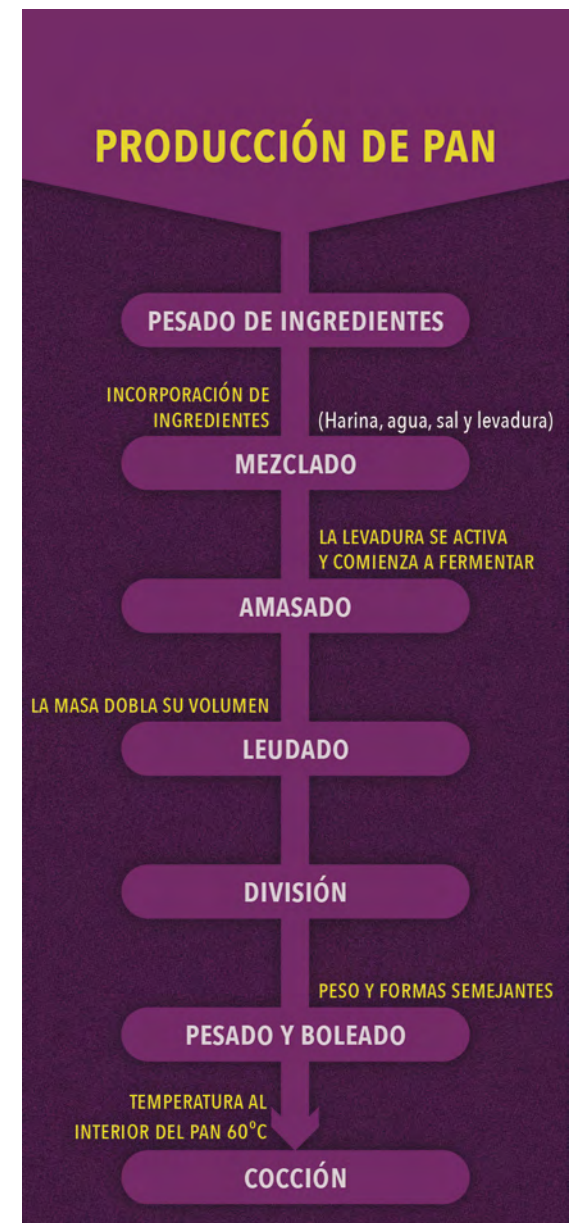 PRODUCCIÓN DE PAN
PESADO DE INGREDIENTES
INCORPORACIÓN DE
INGREDIENTES
(Harina, agua, sal y levadura)
MEZCLADO
LA LEVADURA SE ACTIVA
Y COMIENZA A FERMENTAR
AMASADO
LA MASA DOBLA SU VOLUMEN
LEUDADO
DIVISIÓN
PESO Y FORMAS SEMEJANTES
PESADO Y BOLEADO
TEMPERATURA AL
INTERIOR DEL PAN 60°C
COCCIÓN